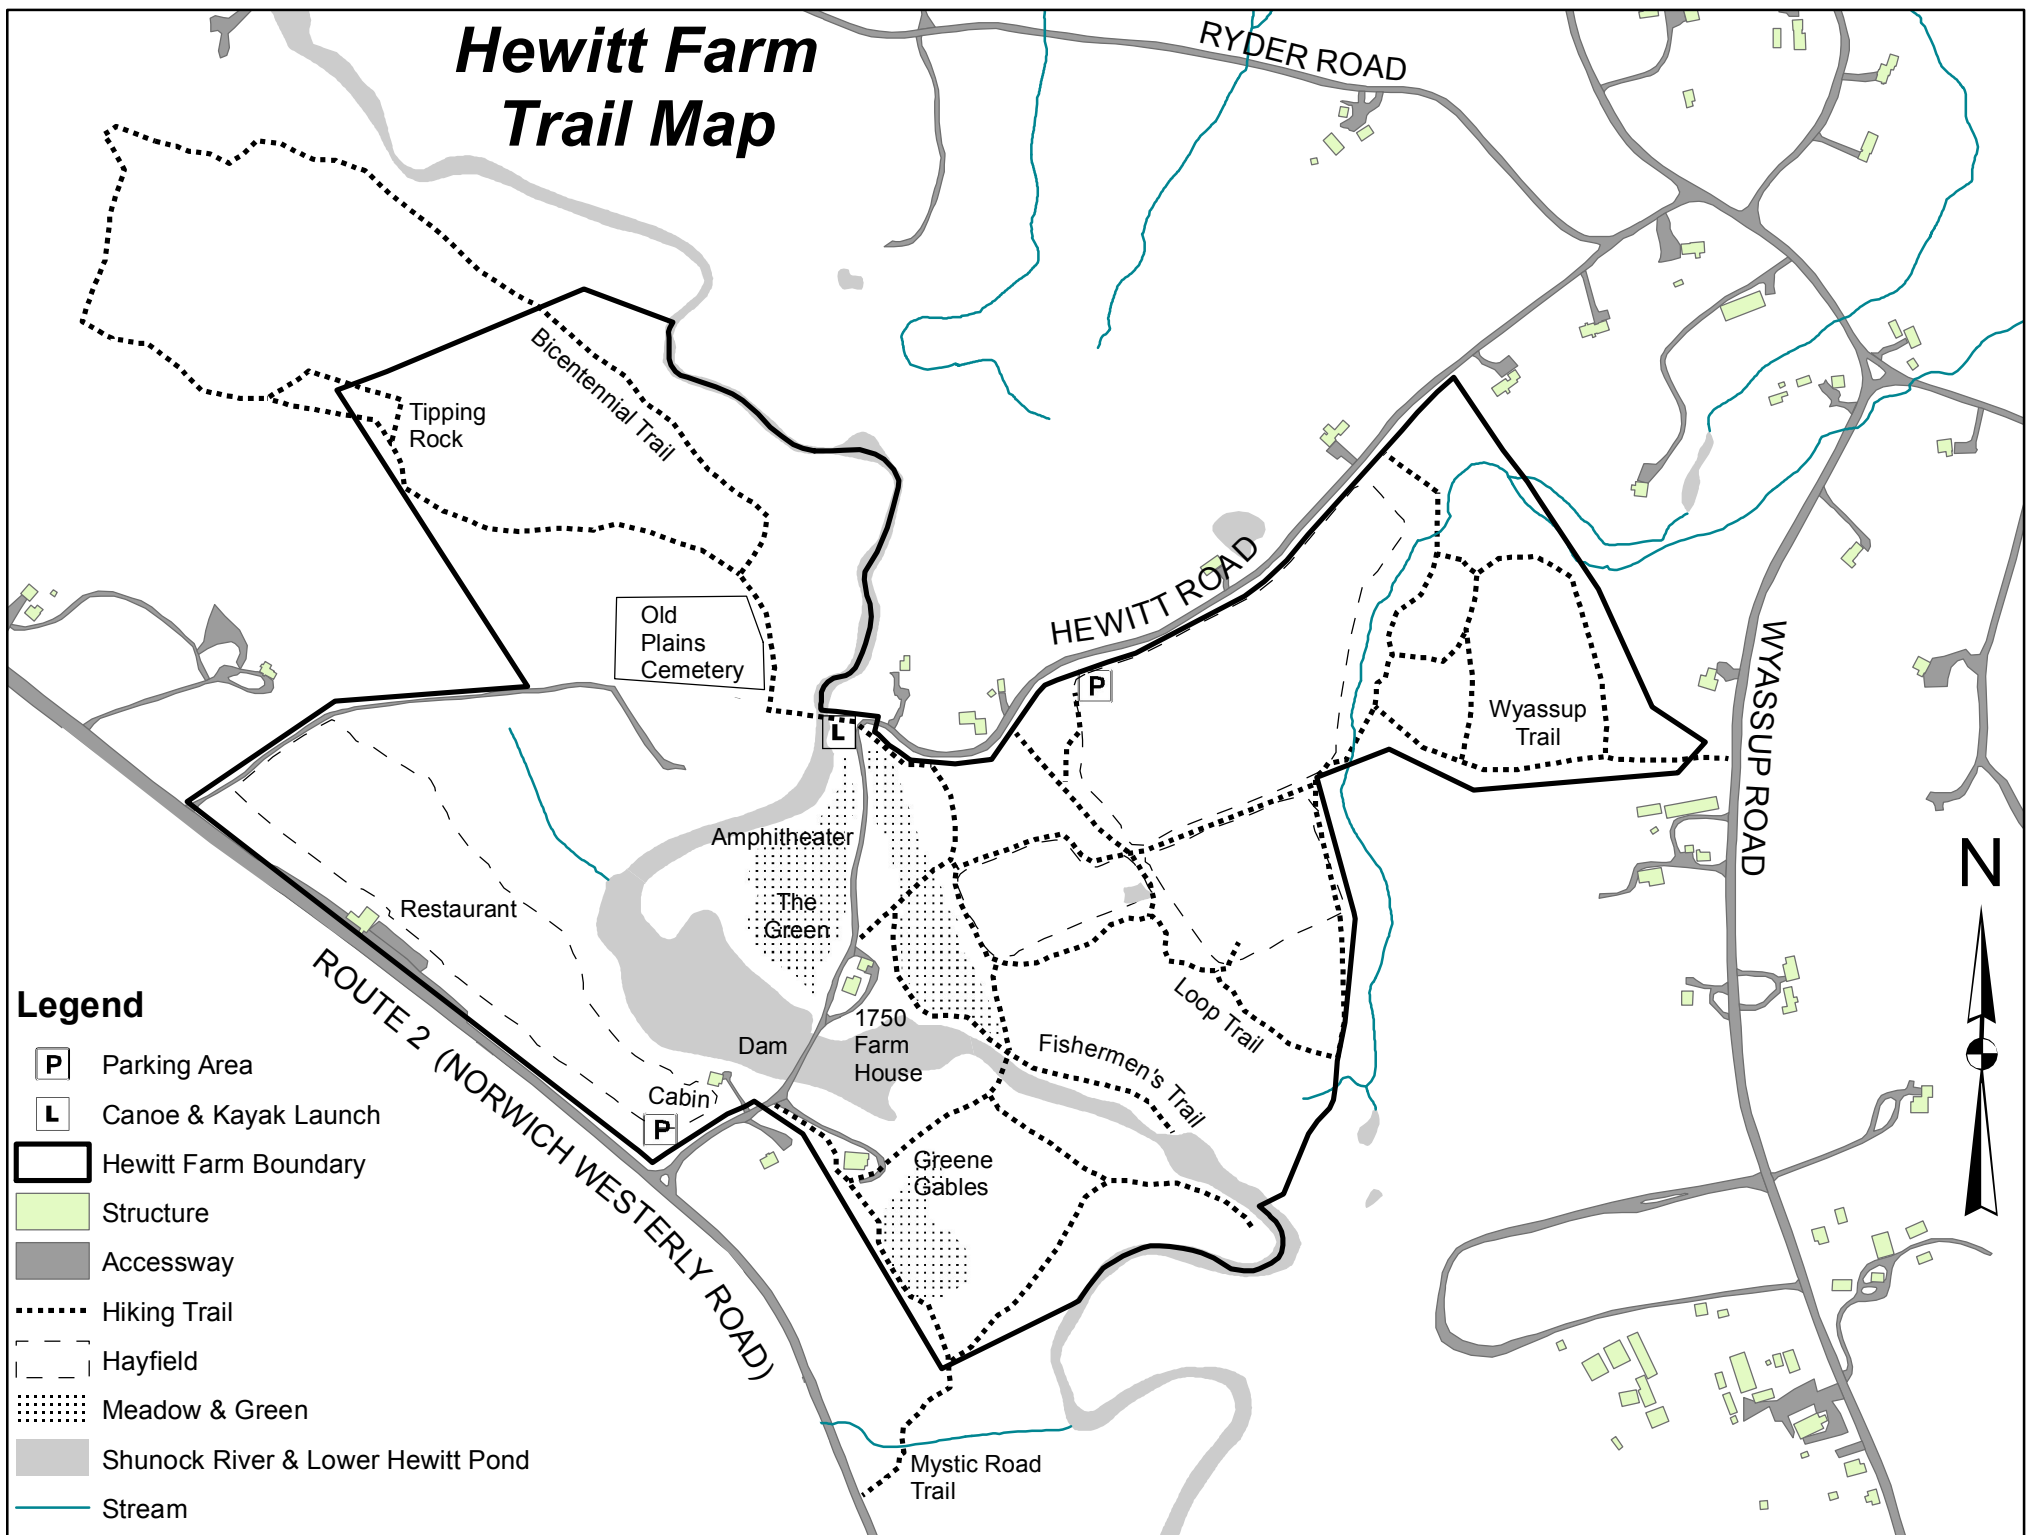 Hewitt Farm
Trail Map
RYDER ROAD
Bicentennial Trail
Tipping
Rock
HEWITT ROAD
Old
Plains
Cemetery
P
L
WYASSUP ROAD
Wyassup
Trail
Amphitheater
The
Green
Restaurant
N
ROUTE 2 (NORWICH WESTERLY ROAD)
Loop Trail
1750
Farm
House
Dam
Fishermen's Trail
Cabin
P
Greene
Gables
Mystic Road
Trail
Legend
P Parking Area
L Canoe & Kayak Launch
Hewitt Farm Boundary
Structure
Accessway
Hiking Trail
Hayfield
Meadow & Green
Shunock River & Lower Hewitt Pond
Stream